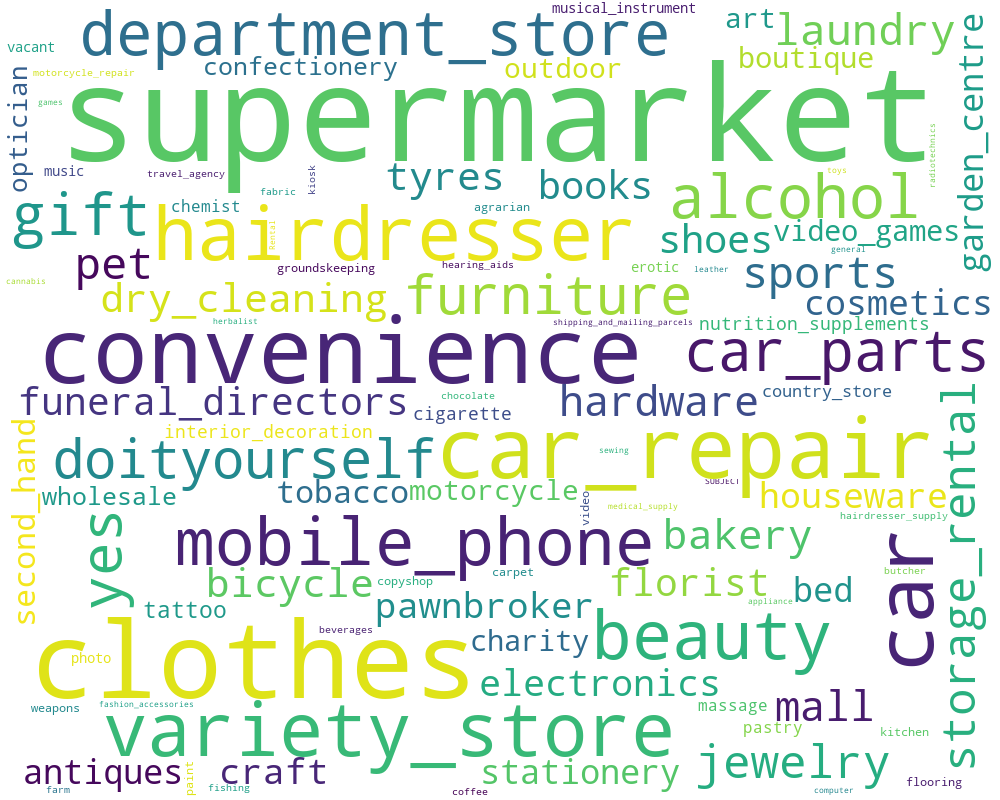 musical_instrument
department_store
art
laundry
garden_centre
vacant
confectionery
outdoor
boutique
motorcycle_repair
supermarket
optician
games
music
travel_agency
kiosk
tyres
books
alcohol
toys
radiotechnics
gift
chemist
fabric
hairdresser
Rental
agrarian
shoes
video_games
general
pet
groundskeeping
hearing_aids
erotic
leather
sports
cannabis
dry_cleaning
furniture
cosmetics
convenience
herbalist
shipping_and_mailing_parcels
nutrition_supplements
car_parts
funeral_directors
chocolate
cigarette
hardware
country_store
storage_rental
second_hand
interior_decoration
doityourself
car_repair
sewing
SUBJECT
wholesale
tobacco
motorcycle
video
houseware
medical_supply
hairdresser_supply
yes
mobile_phone
bakery
car
bicycle
copyshop
carpet
florist
bed
butcher
appliance
tattoo
pawnbroker
beverages
charity
beauty
clothes
photo
electronics
weapons
fashion_accessories
variety_store
massage
mall
pastry
kitchen
antiques
paint
craft
stationery
jewelry
flooring
farm
fishing
coffee
computer